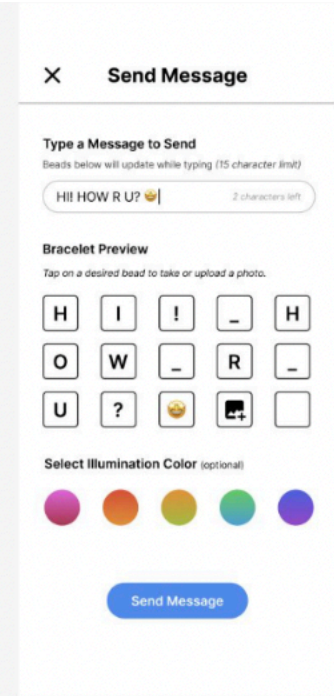 Send Message
Type a Message to Send
Beads below will update while typing (15 character limit)
HI! HOW R U? 🤩 2 characters left
Bracelet Preview
Tap on a desired bead to take or upload a photo.
H I ! _ H
O W _ R _
U ? 🤩
Select Illumination Color (optional)
Send Message